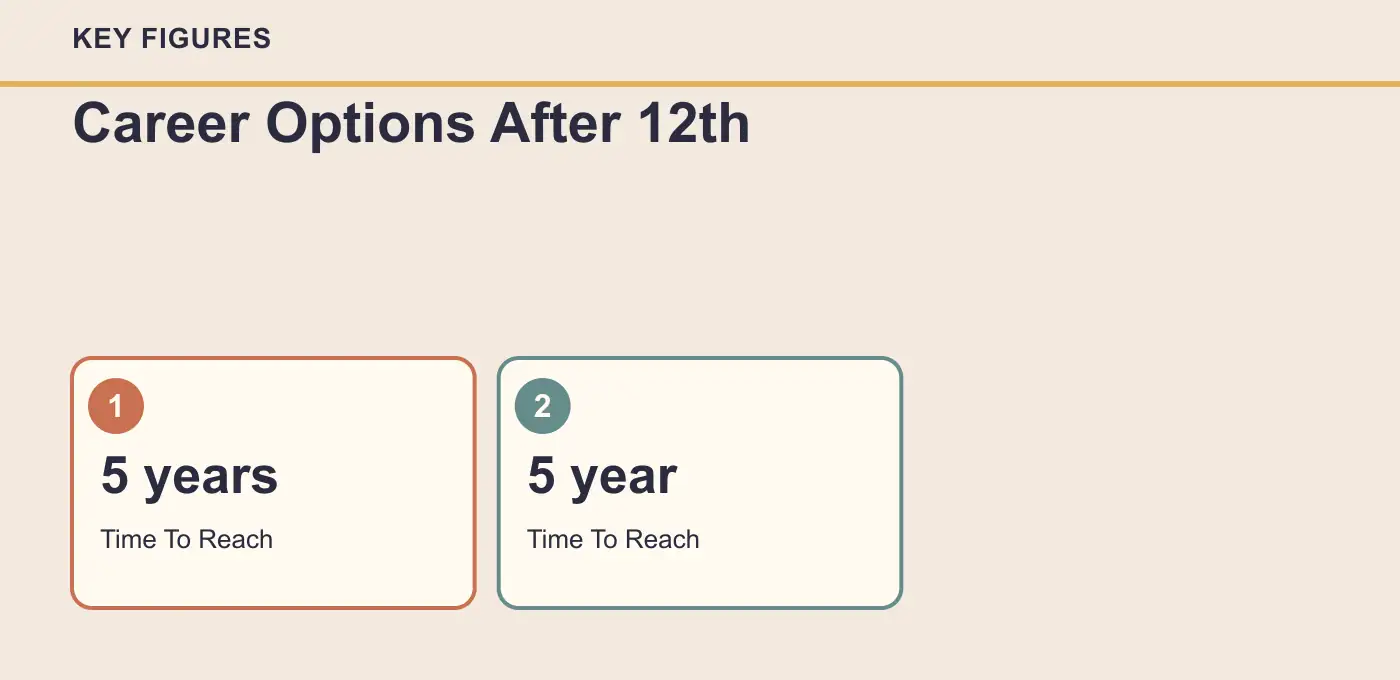 KEY FIGURES
Career Options After 12th
1
5 years
Time To Reach
2
5 year
Time To Reach